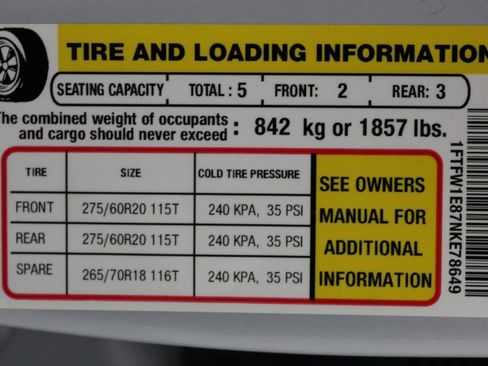 TIRE AND LOADING INFORMATION
SEATING CAPACITY TOTAL : 5 FRONT: 2 REAR: 3
The combined weight of occupants
and cargo should never exceed : 842 kg or 1857 lbs.
TIRE SIZE COLD TIRE PRESSURE
FRONT 275/60R20 115T 240 KPA, 35 PSI
REAR 275/60R20 115T 240 KPA, 35 PSI
SPARE 265/70R18 116T 240 KPA, 35 PSI
SEE OWNERS
MANUAL FOR
ADDITIONAL
INFORMATION
1FTFW1E87NKE78649